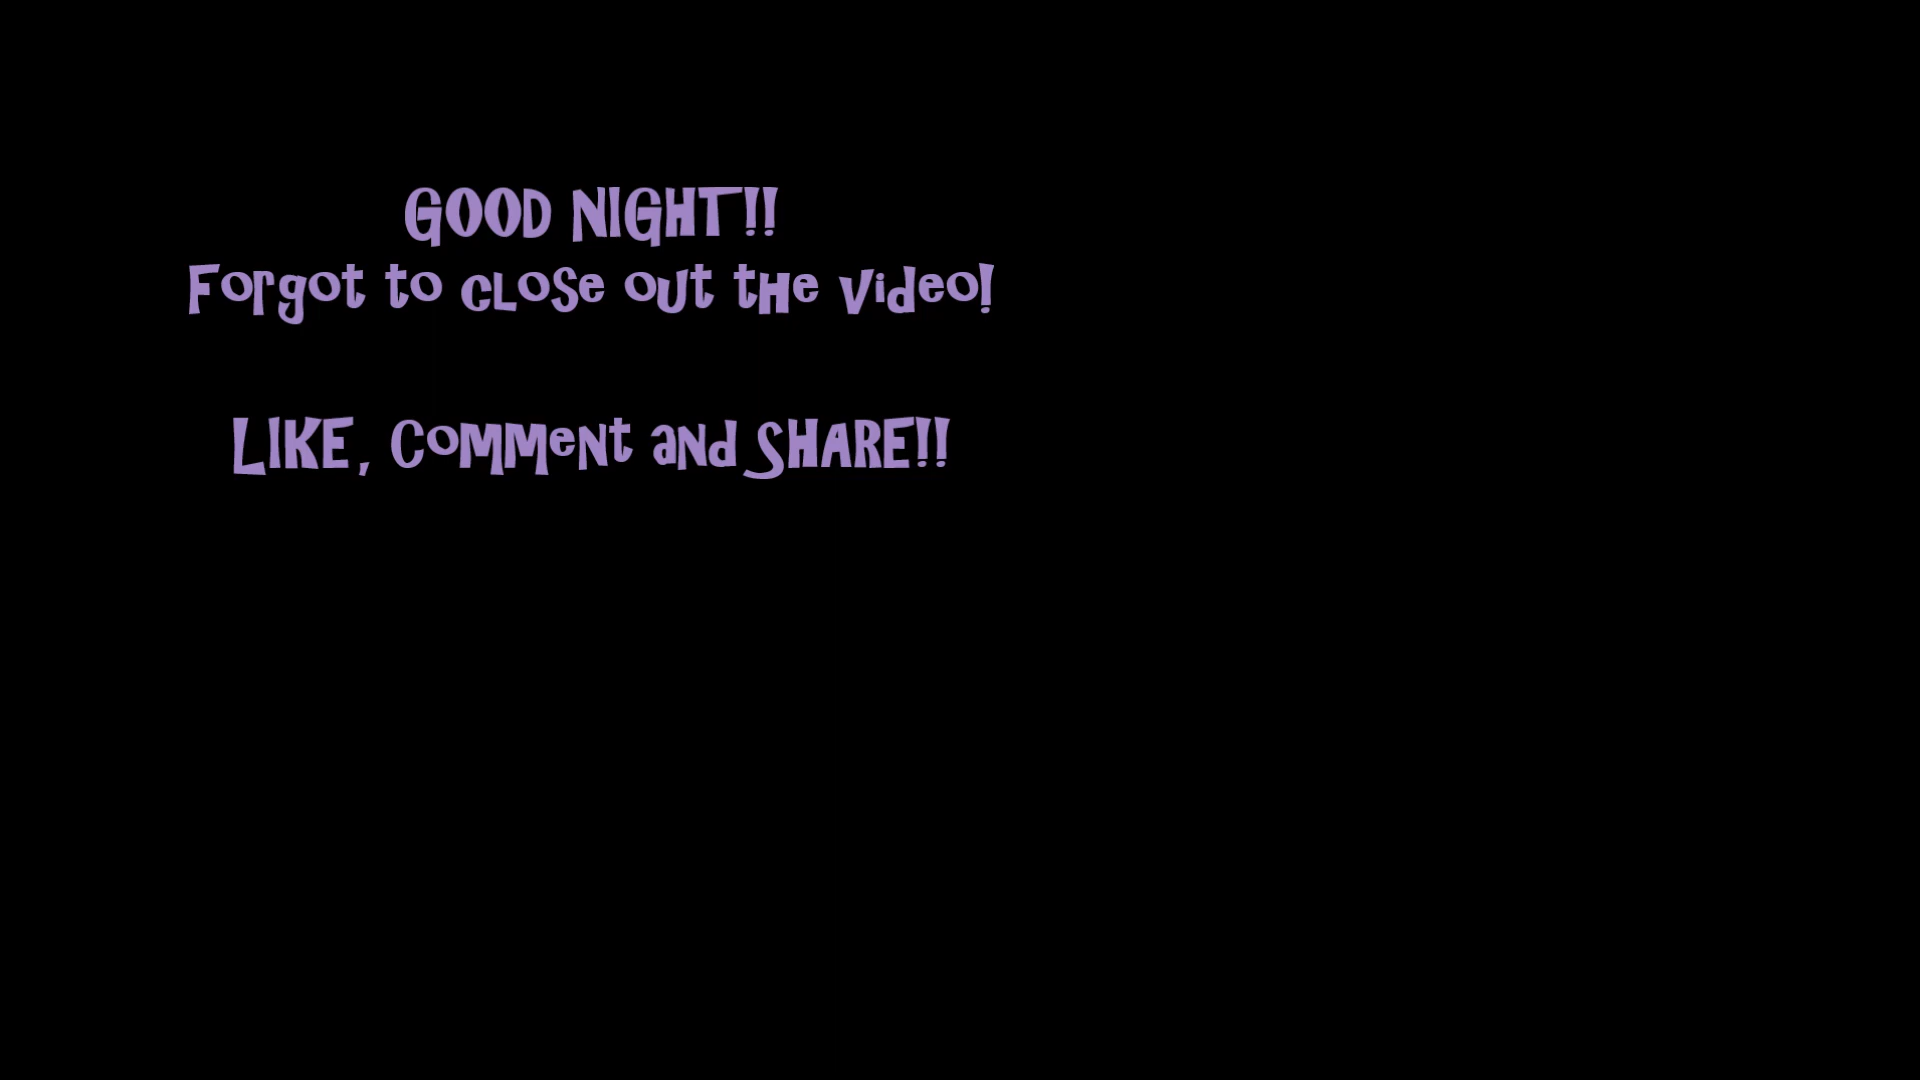 GOOD NIGHT!!
Forgot to close out the video!
LIKE, Comment and SHARE!!